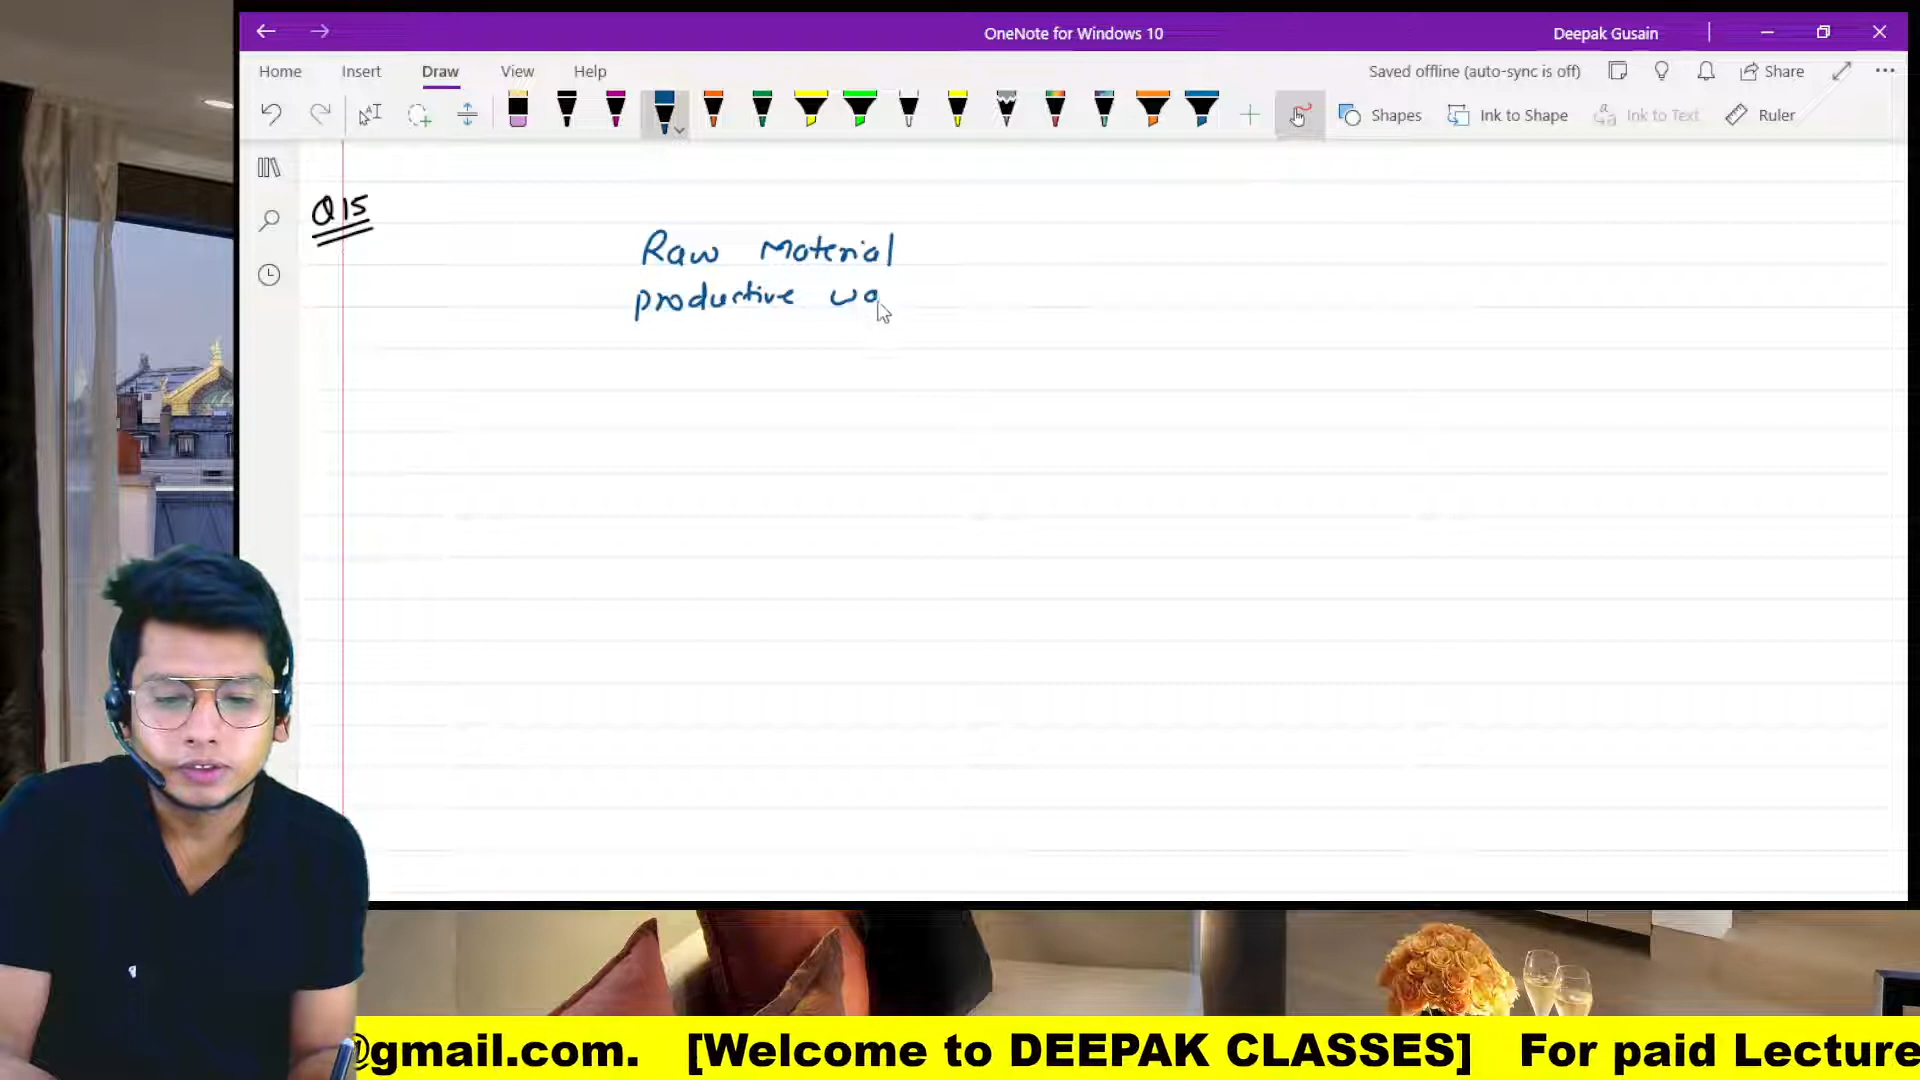 OneNote for Windows 10
Deepak Gusain
Home Insert Draw View Help
Saved offline (auto-sync is off) Share
Shapes Ink to Shape Ink to Text Ruler
Q15
Raw Material
productive wa
@gmail.com. [Welcome to DEEPAK CLASSES] For paid Lecture